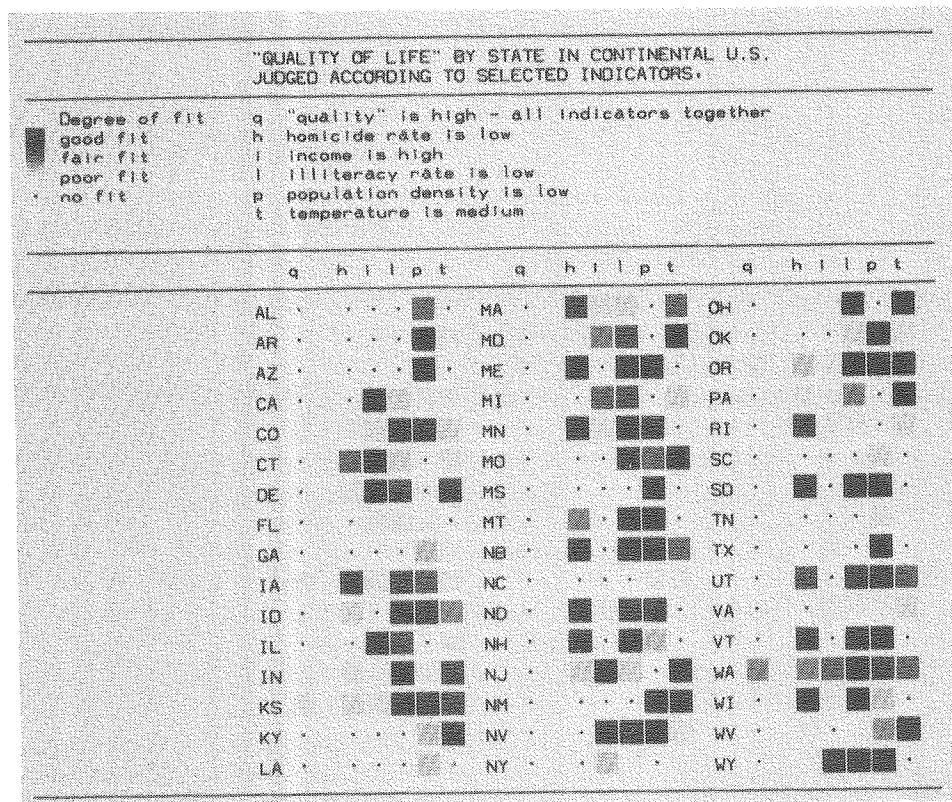 "QUALITY OF LIFE" BY STATE IN CONTINENTAL U.S.
JUDGED ACCORDING TO SELECTED INDICATORS.
Degree of fit q "quality" is high - all indicators together
good fit h homicide rate is low
fair fit i income is high
poor fit l illiteracy rate is low
no fit p population density is low
t temperature is medium
q h i l p t q h i l p t q h i l p t
AL MA OH
AR MD OK
AZ ME OR
CA MI PA
CO MN RI
CT MO SC
DE MS SD
FL MT TN
GA NB TX
IA NC UT
ID ND VA
IL NH VT
IN NJ WA
KS NM WI
KY NV WV
LA NY WY